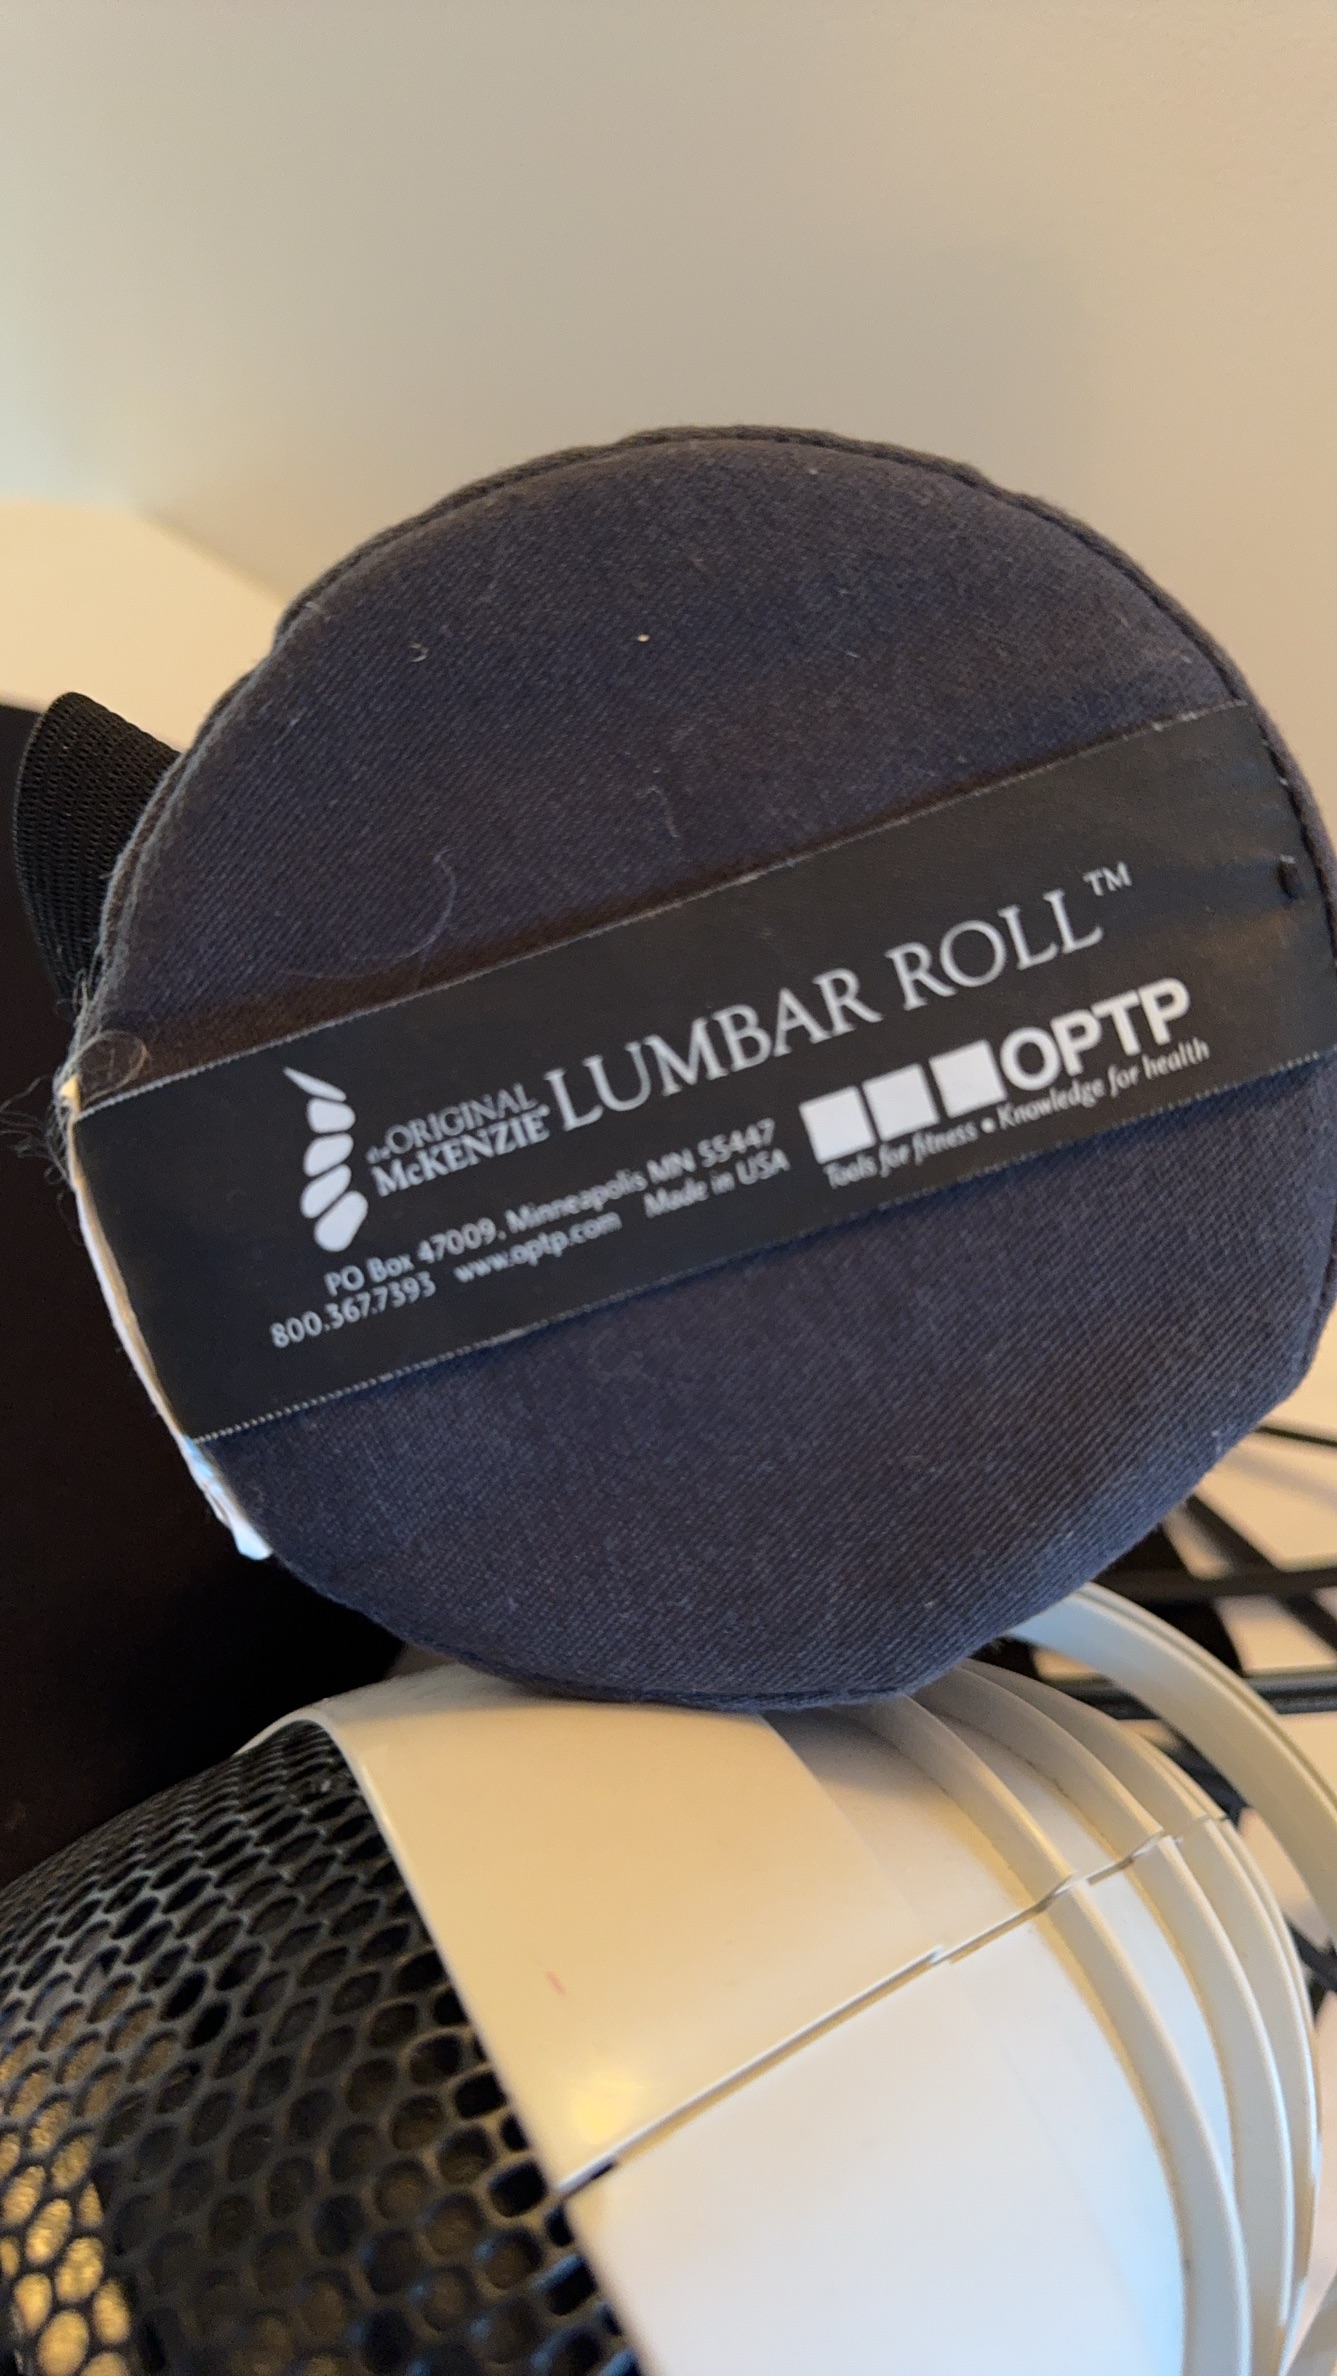 the ORIGINAL
McKENZIE® LUMBAR ROLL™
PO Box 47009, Minneapolis MN 55447
800.367.7393 www.optp.com Made in USA
OPTP
Tools for fitness • Knowledge for health